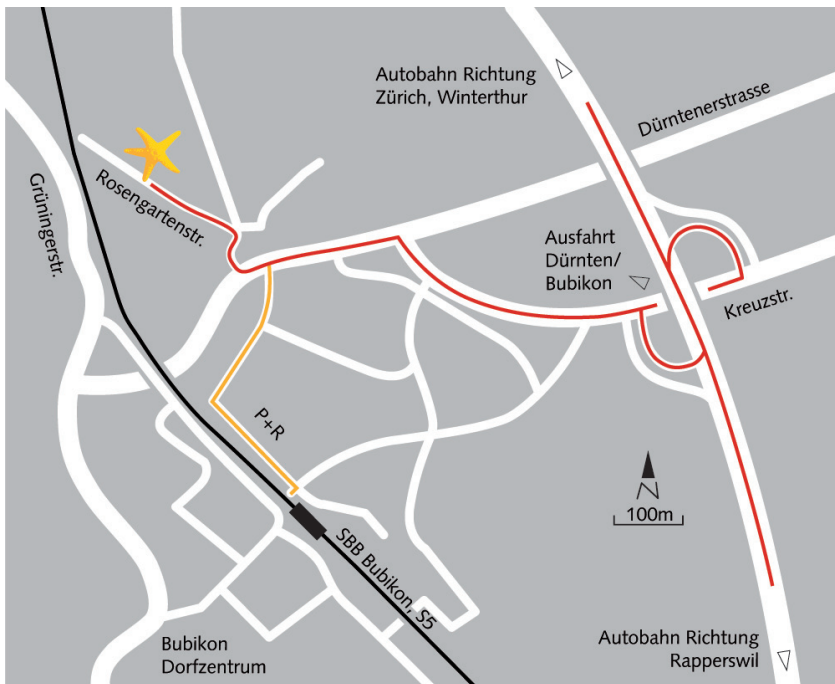 Autobahn Richtung
Zürich, Winterthur
Dürntenerstrasse
Grüningerstr.
Rosengartenstr.
Ausfahrt
Dürnten/
Bubikon
Kreuzstr.
P+R
N
100m
SBB Bubikon, S5
Bubikon
Dorfzentrum
Autobahn Richtung
Rapperswil